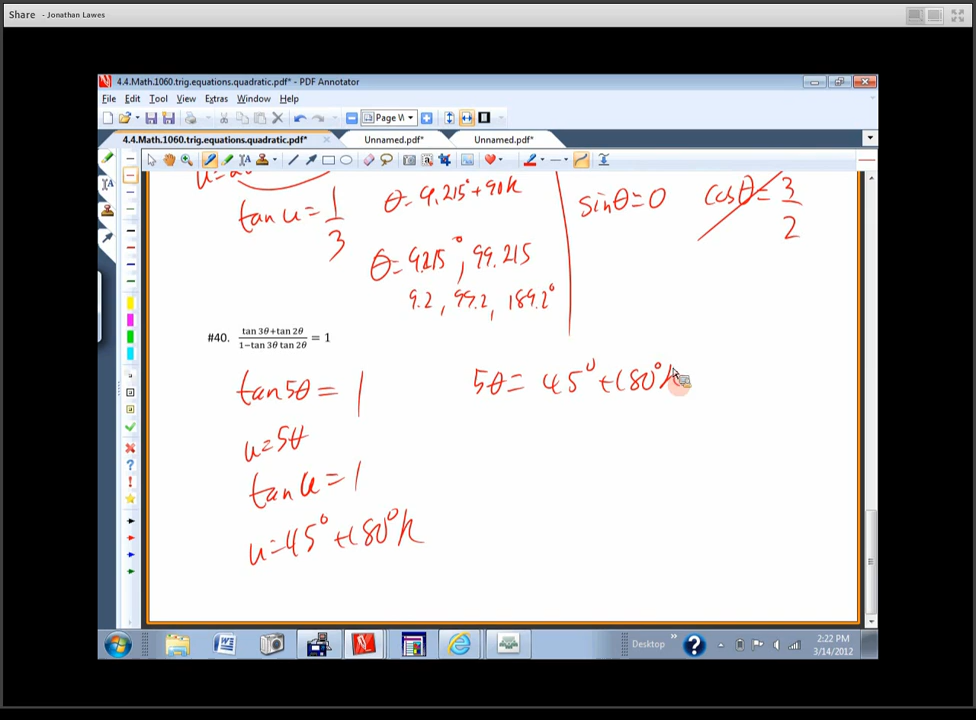 Share - Jonathan Lawes
4.4.Math.1060.trig.equations.quadratic.pdf* - PDF Annotator
File Edit Tool View Extras Window Help
Page W
4.4.Math.1060.trig.equations.quadratic.pdf* Unnamed.pdf* Unnamed.pdf*
tan u = 1/3
θ = 9.215° + 90k
sinθ = 0 cosθ = 3/2
θ = 9.215°, 99.215
9.2, 99.2, 189.2°
#40. tan 3θ+tan 2θ / 1−tan 3θ tan 2θ = 1
tan 5θ = 1
u = 5θ
tan u = 1
u = 45° + 180°k
5θ = 45° + 180°k
Desktop
2:22 PM
3/14/2012